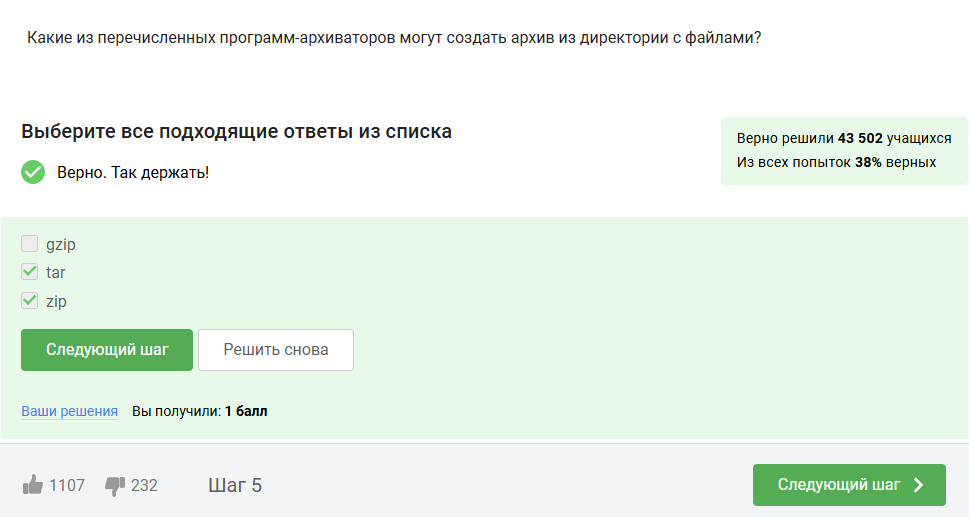 Какие из перечисленных программ-архиваторов могут создать архив из директории с файлами?
Выберите все подходящие ответы из списка
Верно. Так держать!
Верно решили 43 502 учащихся
Из всех попыток 38% верных
gzip
tar
zip
Следующий шаг
Решить снова
Ваши решения Вы получили: 1 балл
1107 232 Шаг 5
Следующий шаг